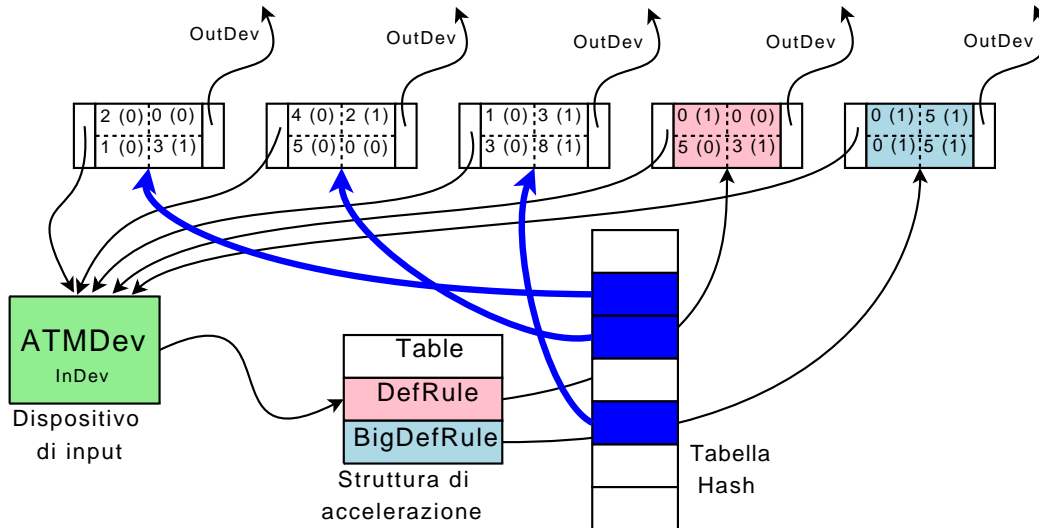 OutDev OutDev OutDev OutDev OutDev
2 (0) 0 (0) 4 (0) 2 (1) 1 (0) 3 (1) 0 (1) 0 (0) 0 (1) 5 (1)
1 (0) 3 (1) 5 (0) 0 (0) 3 (0) 8 (1) 5 (0) 3 (1) 0 (1) 5 (1)
ATMDev
InDev
Dispositivo
di input
Table
DefRule
BigDefRule
Struttura di
accelerazione
Tabella
Hash